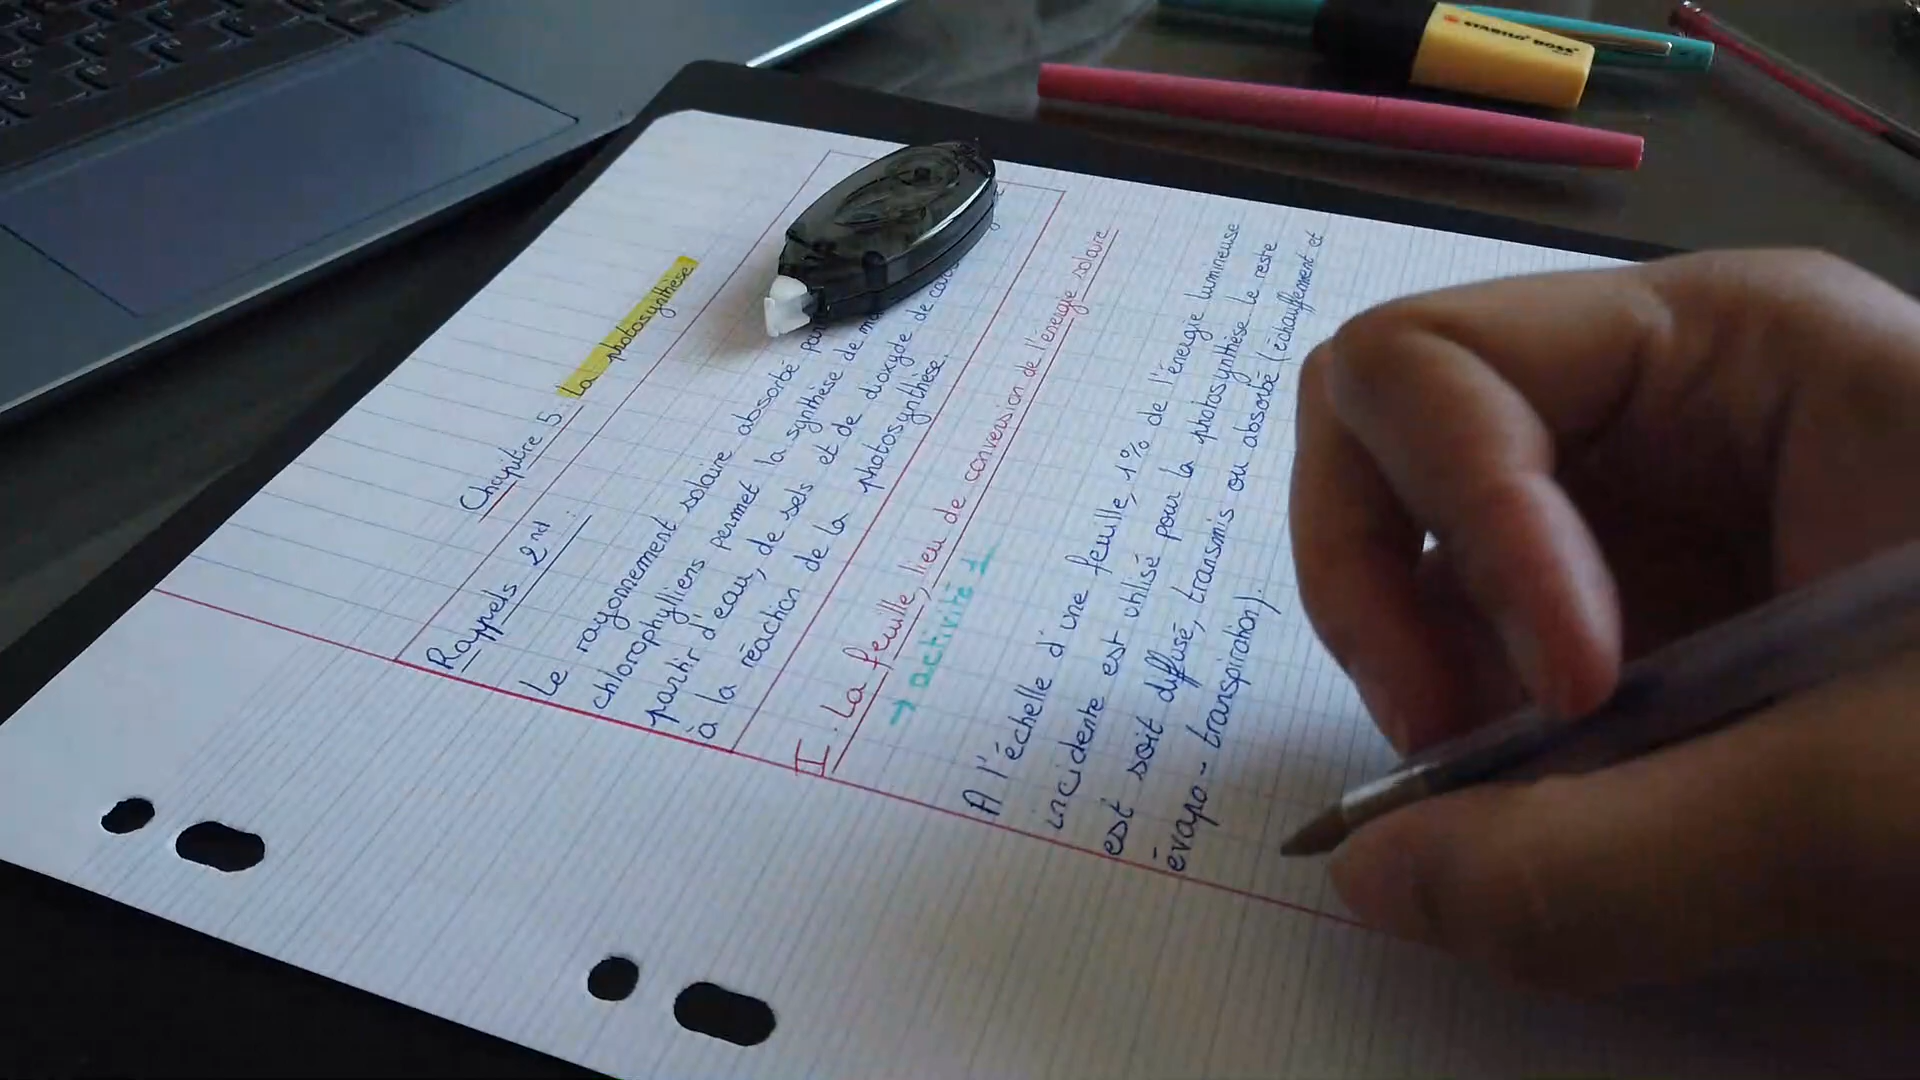 Chapitre 5 : La photosynthèse
Rappels 2nd :
Le rayonnement solaire absorbé par
chlorophylliens permet la synthèse de
partir d'eau, de sels et de dioxyde de
à la réaction de la photosynthèse.
I. La feuille, lieu de conversion de l'énergie solaire
→ activité 1
A l'échelle d'une feuille, 1% de l'énergie lumineuse
incidente est utilisé pour la photosynthèse le reste
est soit diffusé, transmis ou absorbé (échauffement et
évapo-transpiration).
STABILO BOSS